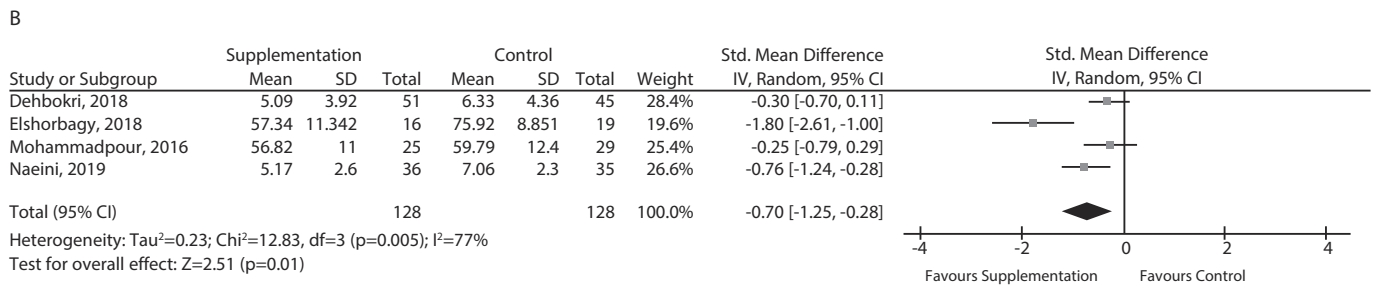 B
Supplementation Control Std. Mean Difference Std. Mean Difference
Study or Subgroup Mean SD Total Mean SD Total Weight IV, Random, 95% CI IV, Random, 95% CI
Dehbokri, 2018 5.09 3.92 51 6.33 4.36 45 28.4% -0.30 [-0.70, 0.11]
Elshorbagy, 2018 57.34 11.342 16 75.92 8.851 19 19.6% -1.80 [-2.61, -1.00]
Mohammadpour, 2016 56.82 11 25 59.79 12.4 29 25.4% -0.25 [-0.79, 0.29]
Naeini, 2019 5.17 2.6 36 7.06 2.3 35 26.6% -0.76 [-1.24, -0.28]
Total (95% CI) 128 128 100.0% -0.70 [-1.25, -0.28]
Heterogeneity: Tau²=0.23; Chi²=12.83, df=3 (p=0.005); I²=77%
Test for overall effect: Z=2.51 (p=0.01)
-4 -2 0 2 4
Favours Supplementation Favours Control